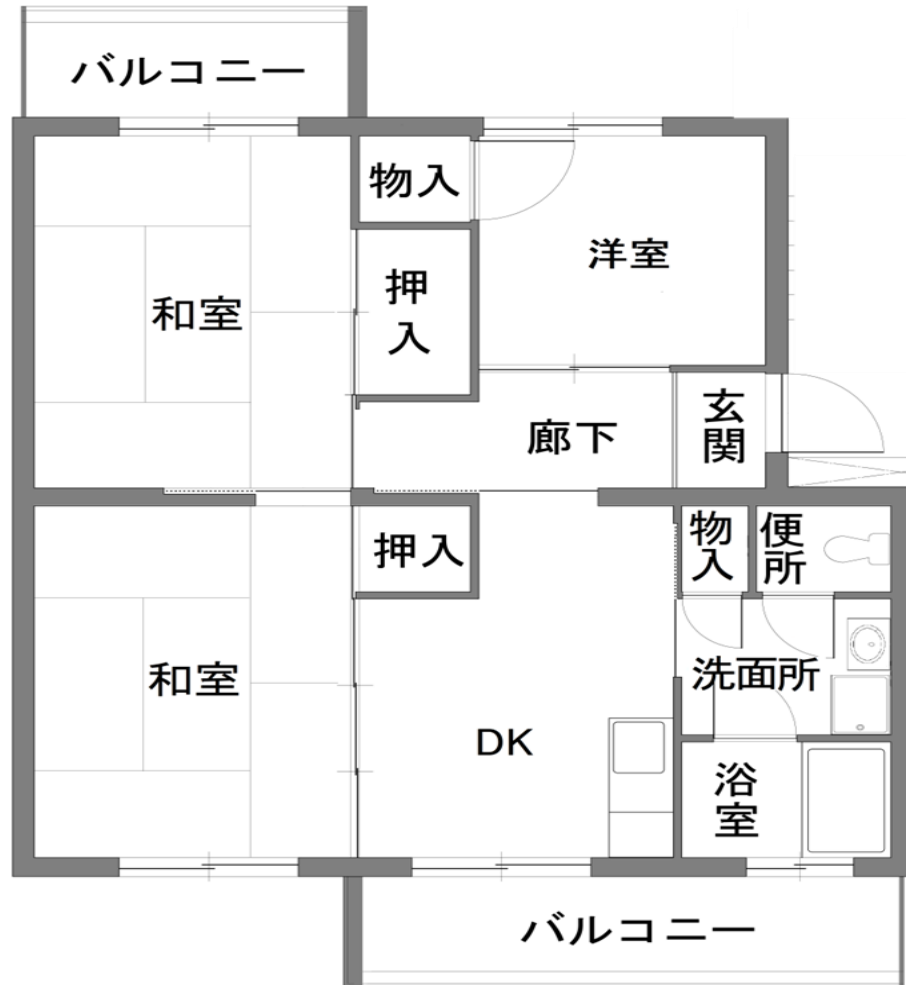 バルコニー
物入
洋室
押
入
和室
玄
関
廊下
物
入
便
所
押入
和室
洗面所
DK
浴
室
バルコニー